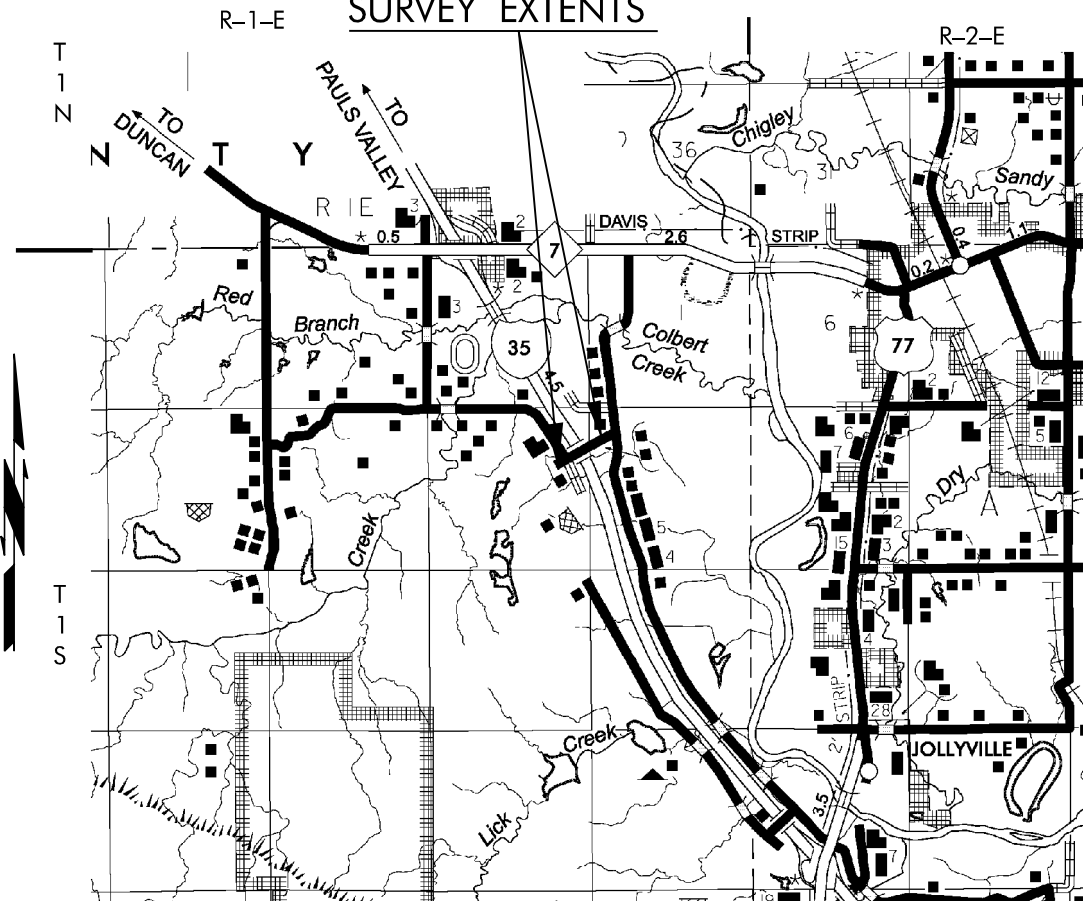 SURVEY EXTENTS
R-1-E
R-2-E
T
1
N
TO
DUNCAN
TO
PAULS VALLEY
N T Y
R 1 E
Chigley
36
31
Sandy
3
2
0.5
7
DAVIS
2.6
STRIP
0.4
1.1
0.2
2
3
6
Red
Branch
35
4.5
Colbert
Creek
77
2
12
5
6
7
Dry
A
Creek
5
4
2
3
15
4
T
1
S
2'
STRIP
28
JOLLYVILLE
Creek
Lick
3.5
7